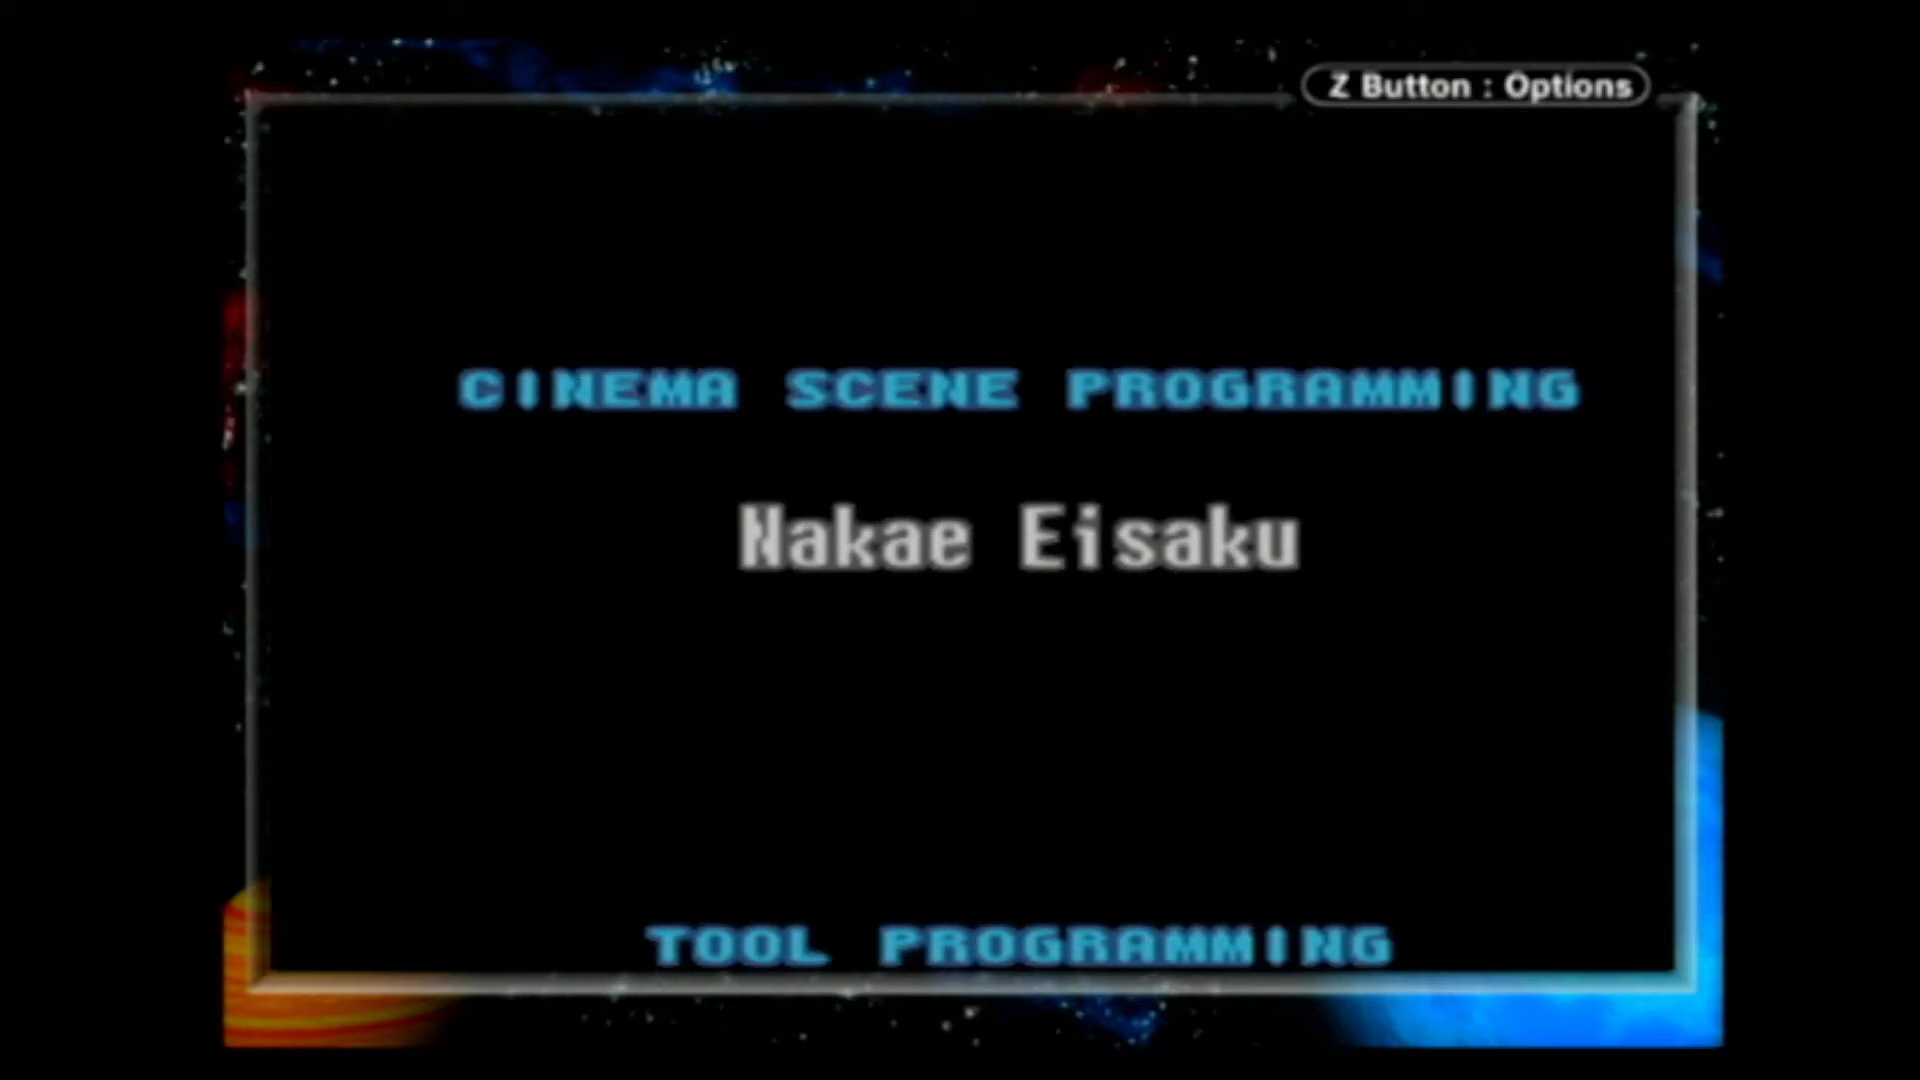 Z Button : Options
CINEMA SCENE PROGRAMMING
Nakae Eisaku
TOOL PROGRAMMING